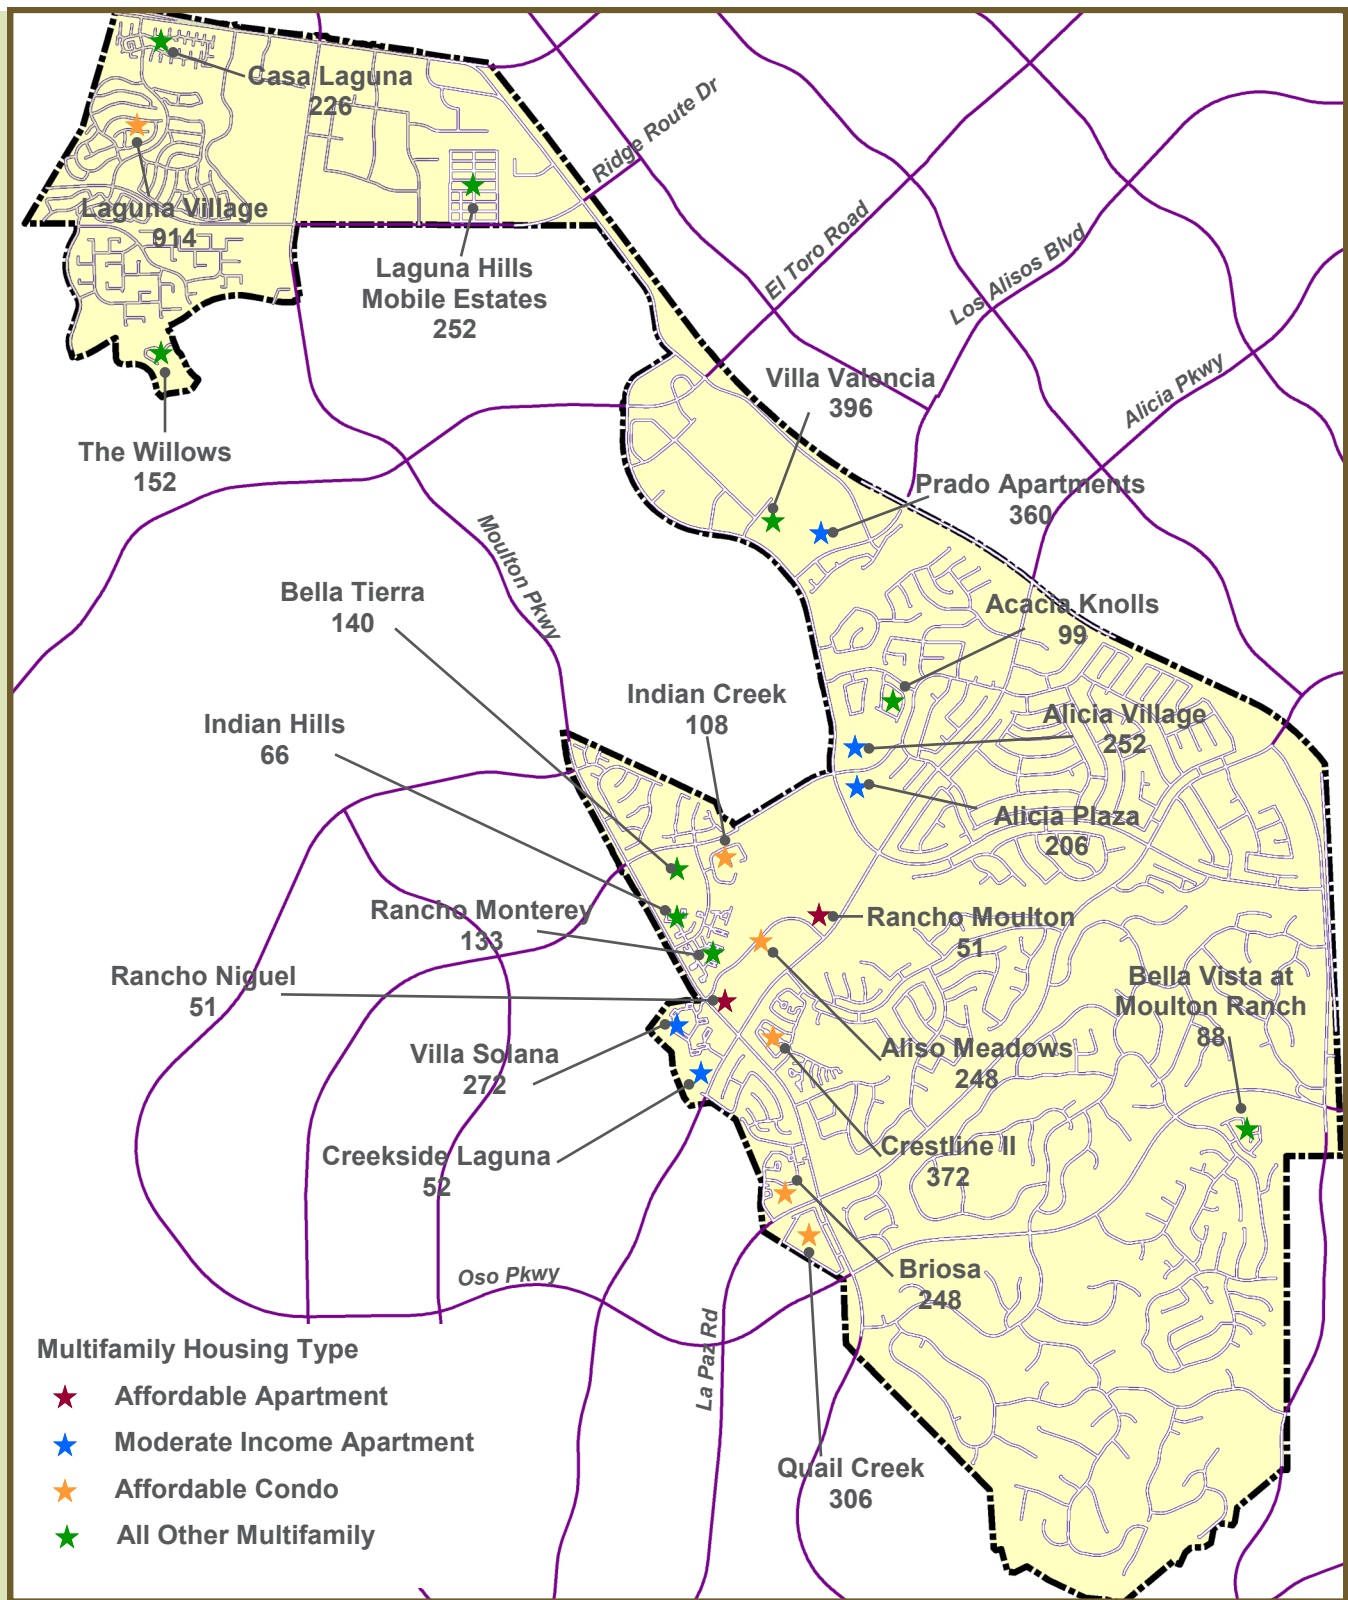 Casa Laguna
226
Ridge Route Dr
Laguna Village
914
El Toro Road
Los Alisos Blvd
Laguna Hills
Mobile Estates
252
Villa Valencia
396
Alicia Pkwy
The Willows
152
Prado Apartments
360
Moulton Pkwy
Bella Tierra
140
Acacia Knolls
99
Indian Creek
108
Indian Hills
66
Alicia Village
252
Alicia Plaza
206
Rancho Monterey
133
Rancho Moulton
51
Rancho Niguel
51
Bella Vista at
Moulton Ranch
88
Villa Solana
272
Aliso Meadows
248
Creekside Laguna
52
Crestline II
372
Oso Pkwy
Briosa
248
La Paz Rd
Quail Creek
306
Multifamily Housing Type
Affordable Apartment
Moderate Income Apartment
Affordable Condo
All Other Multifamily